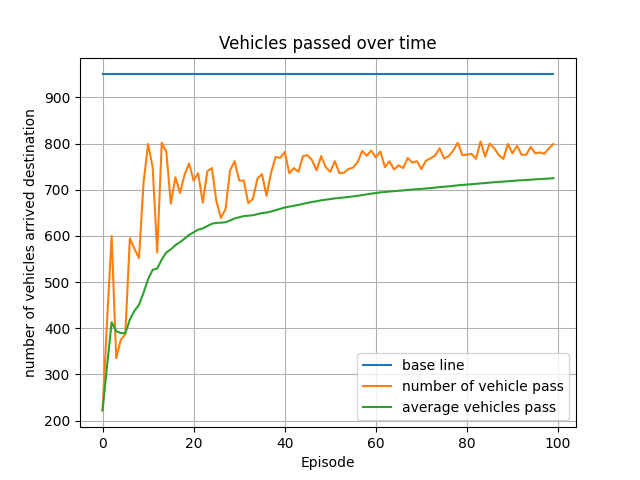 Vehicles passed over time
number of vehicles arrived destination
900
800
700
600
500
400
300
200
0 20 40 60 80 100
Episode
base line
number of vehicle pass
average vehicles pass